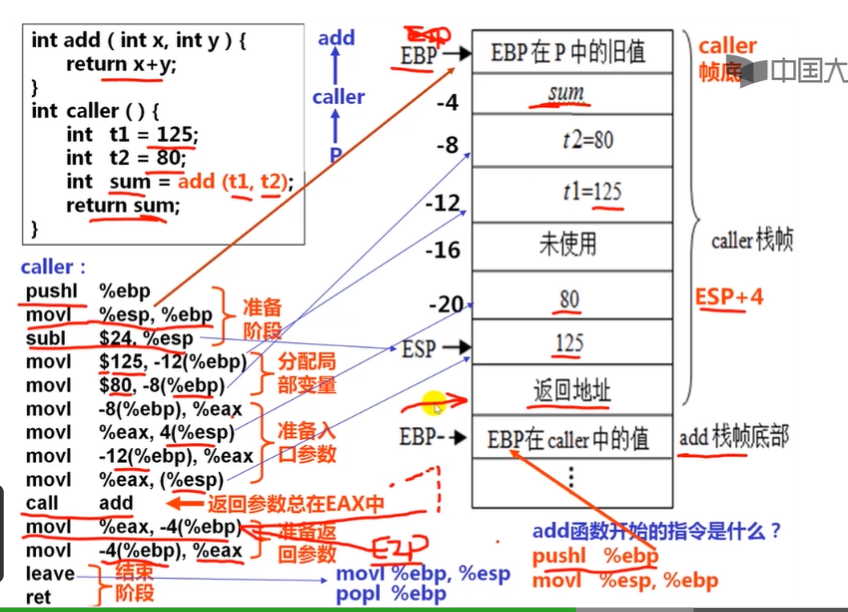 int add ( int x, int y ) {
return x+y;
}
int caller ( ) {
int t1 = 125;
int t2 = 80;
int sum = add (t1, t2);
return sum;
}
add
caller
P
caller：
pushl %ebp
movl %esp, %ebp
subl $24, %esp
准备
阶段
movl $125, -12(%ebp)
movl $80, -8(%ebp)
分配局
部变量
movl -8(%ebp), %eax
movl %eax, 4(%esp)
movl -12(%ebp), %eax
movl %eax, (%esp)
准备入
口参数
call add
返回参数总在EAX中
movl %eax, -4(%ebp)
movl -4(%ebp), %eax
准备返
回参数
leave
ret
结束
阶段
movl %ebp, %esp
popl %ebp
EBP
EBP在P中的旧值
-4
sum
-8
t2=80
-12
t1=125
-16
未使用
-20
80
ESP
125
返回地址
EBP-
EBP在caller中的值
⋮
caller
帧底
中国大
caller 栈帧
ESP+4
add 栈帧底部
EIP
add函数开始的指令是什么？
pushl %ebp
movl %esp, %ebp